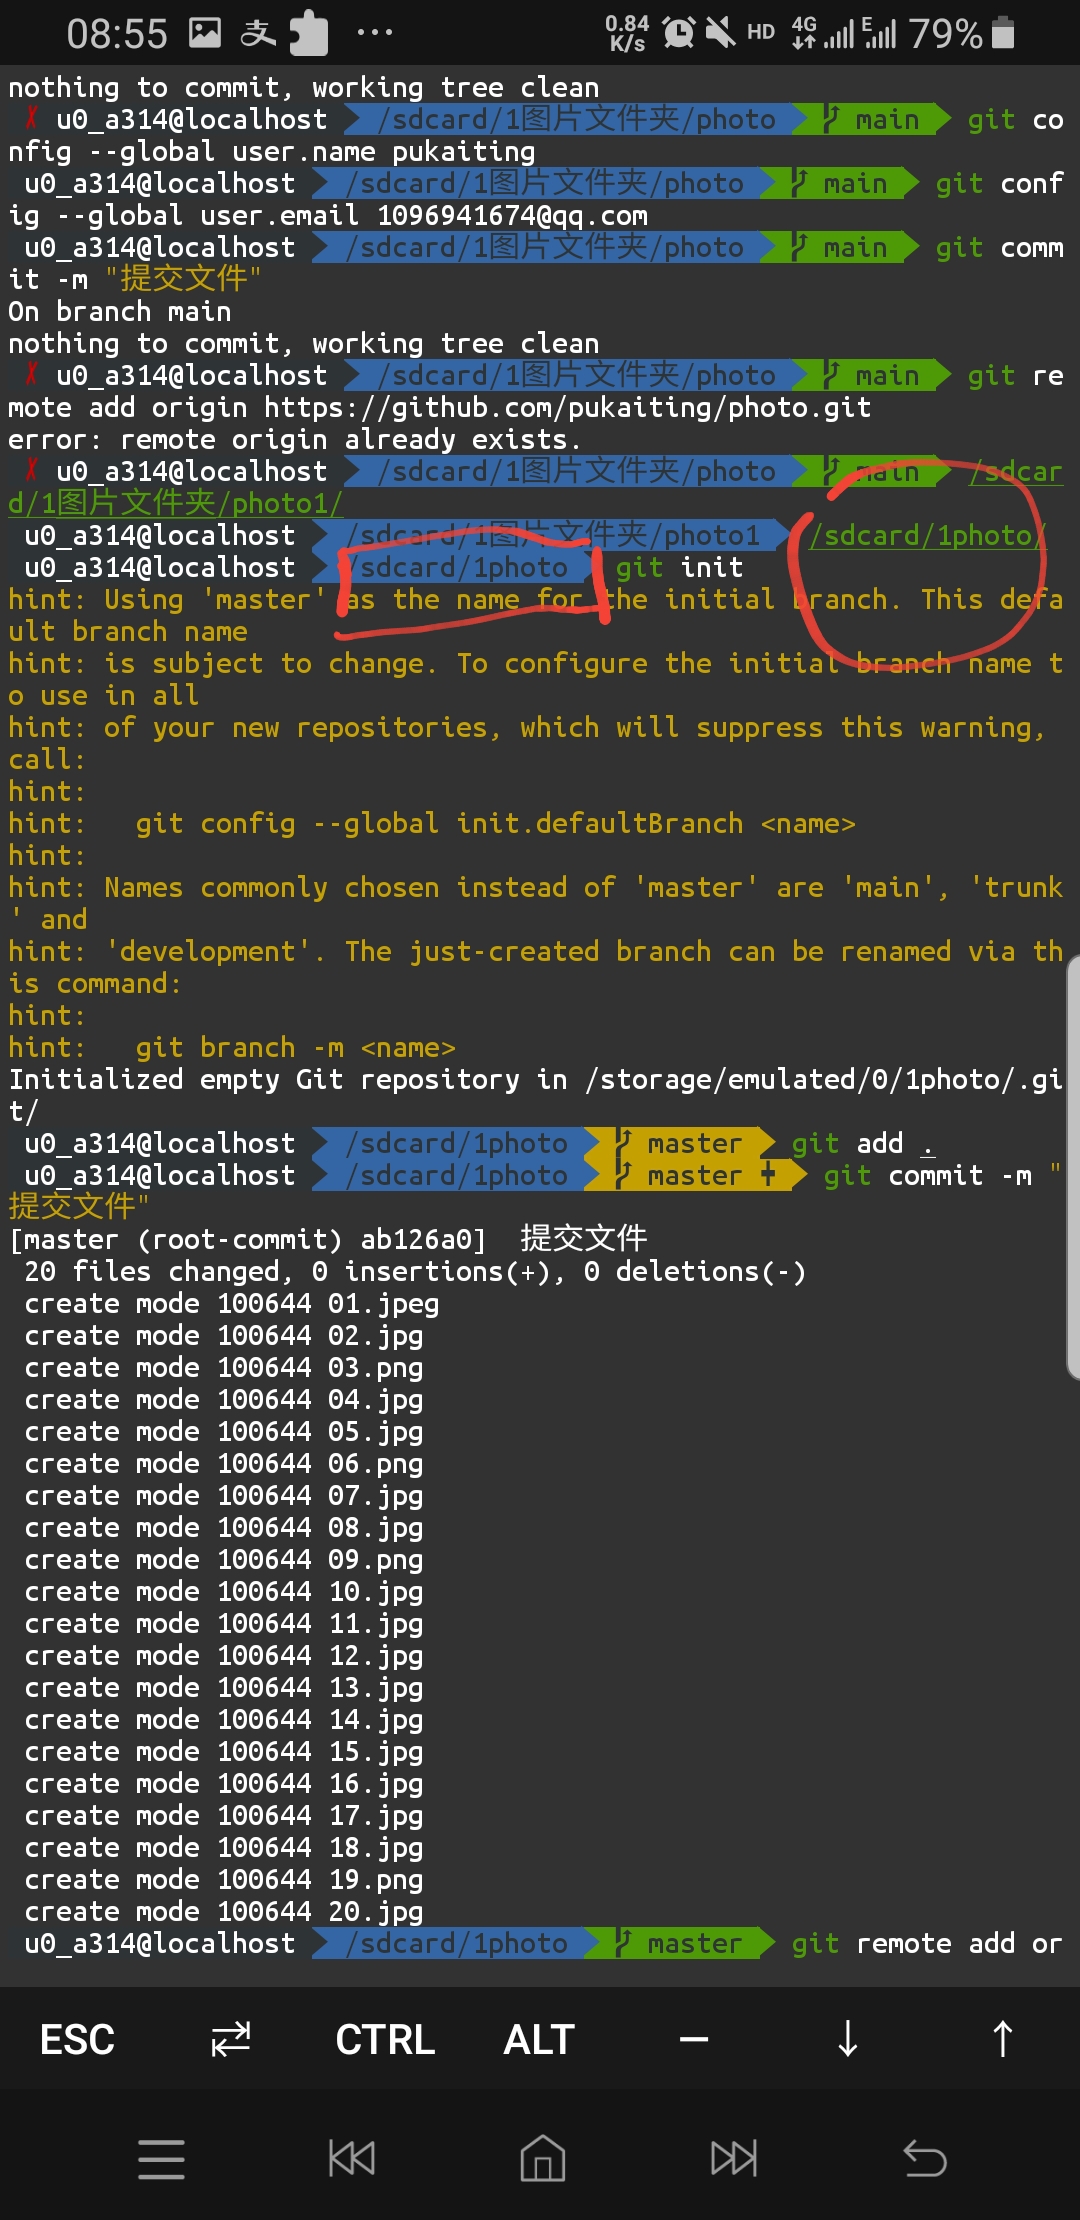 08:55 支 ... 0.84 K/s HD 4G E 79%
nothing to commit, working tree clean
✗ u0_a314@localhost /sdcard/1图片文件夹/photo main git co
nfig --global user.name pukaiting
u0_a314@localhost /sdcard/1图片文件夹/photo main git conf
ig --global user.email 1096941674@qq.com
u0_a314@localhost /sdcard/1图片文件夹/photo main git comm
it -m "提交文件"
On branch main
nothing to commit, working tree clean
✗ u0_a314@localhost /sdcard/1图片文件夹/photo main git re
mote add origin https://github.com/pukaiting/photo.git
error: remote origin already exists.
✗ u0_a314@localhost /sdcard/1图片文件夹/photo main /sdcar
d/1图片文件夹/photo1/
u0_a314@localhost /sdcard/1图片文件夹/photo1 /sdcard/1photo/
u0_a314@localhost /sdcard/1photo git init
hint: Using 'master' as the name for the initial branch. This defa
ult branch name
hint: is subject to change. To configure the initial branch name t
o use in all
hint: of your new repositories, which will suppress this warning,
call:
hint:
hint:   git config --global init.defaultBranch <name>
hint:
hint: Names commonly chosen instead of 'master' are 'main', 'trunk
' and
hint: 'development'. The just-created branch can be renamed via th
is command:
hint:
hint:   git branch -m <name>
Initialized empty Git repository in /storage/emulated/0/1photo/.gi
t/
u0_a314@localhost /sdcard/1photo master git add .
u0_a314@localhost /sdcard/1photo master git commit -m "
提交文件"
[master (root-commit) ab126a0]  提交文件
20 files changed, 0 insertions(+), 0 deletions(-)
create mode 100644 01.jpeg
create mode 100644 02.jpg
create mode 100644 03.png
create mode 100644 04.jpg
create mode 100644 05.jpg
create mode 100644 06.png
create mode 100644 07.jpg
create mode 100644 08.jpg
create mode 100644 09.png
create mode 100644 10.jpg
create mode 100644 11.jpg
create mode 100644 12.jpg
create mode 100644 13.jpg
create mode 100644 14.jpg
create mode 100644 15.jpg
create mode 100644 16.jpg
create mode 100644 17.jpg
create mode 100644 18.jpg
create mode 100644 19.png
create mode 100644 20.jpg
u0_a314@localhost /sdcard/1photo master git remote add or
ESC ⇄ CTRL ALT – ↓ ↑